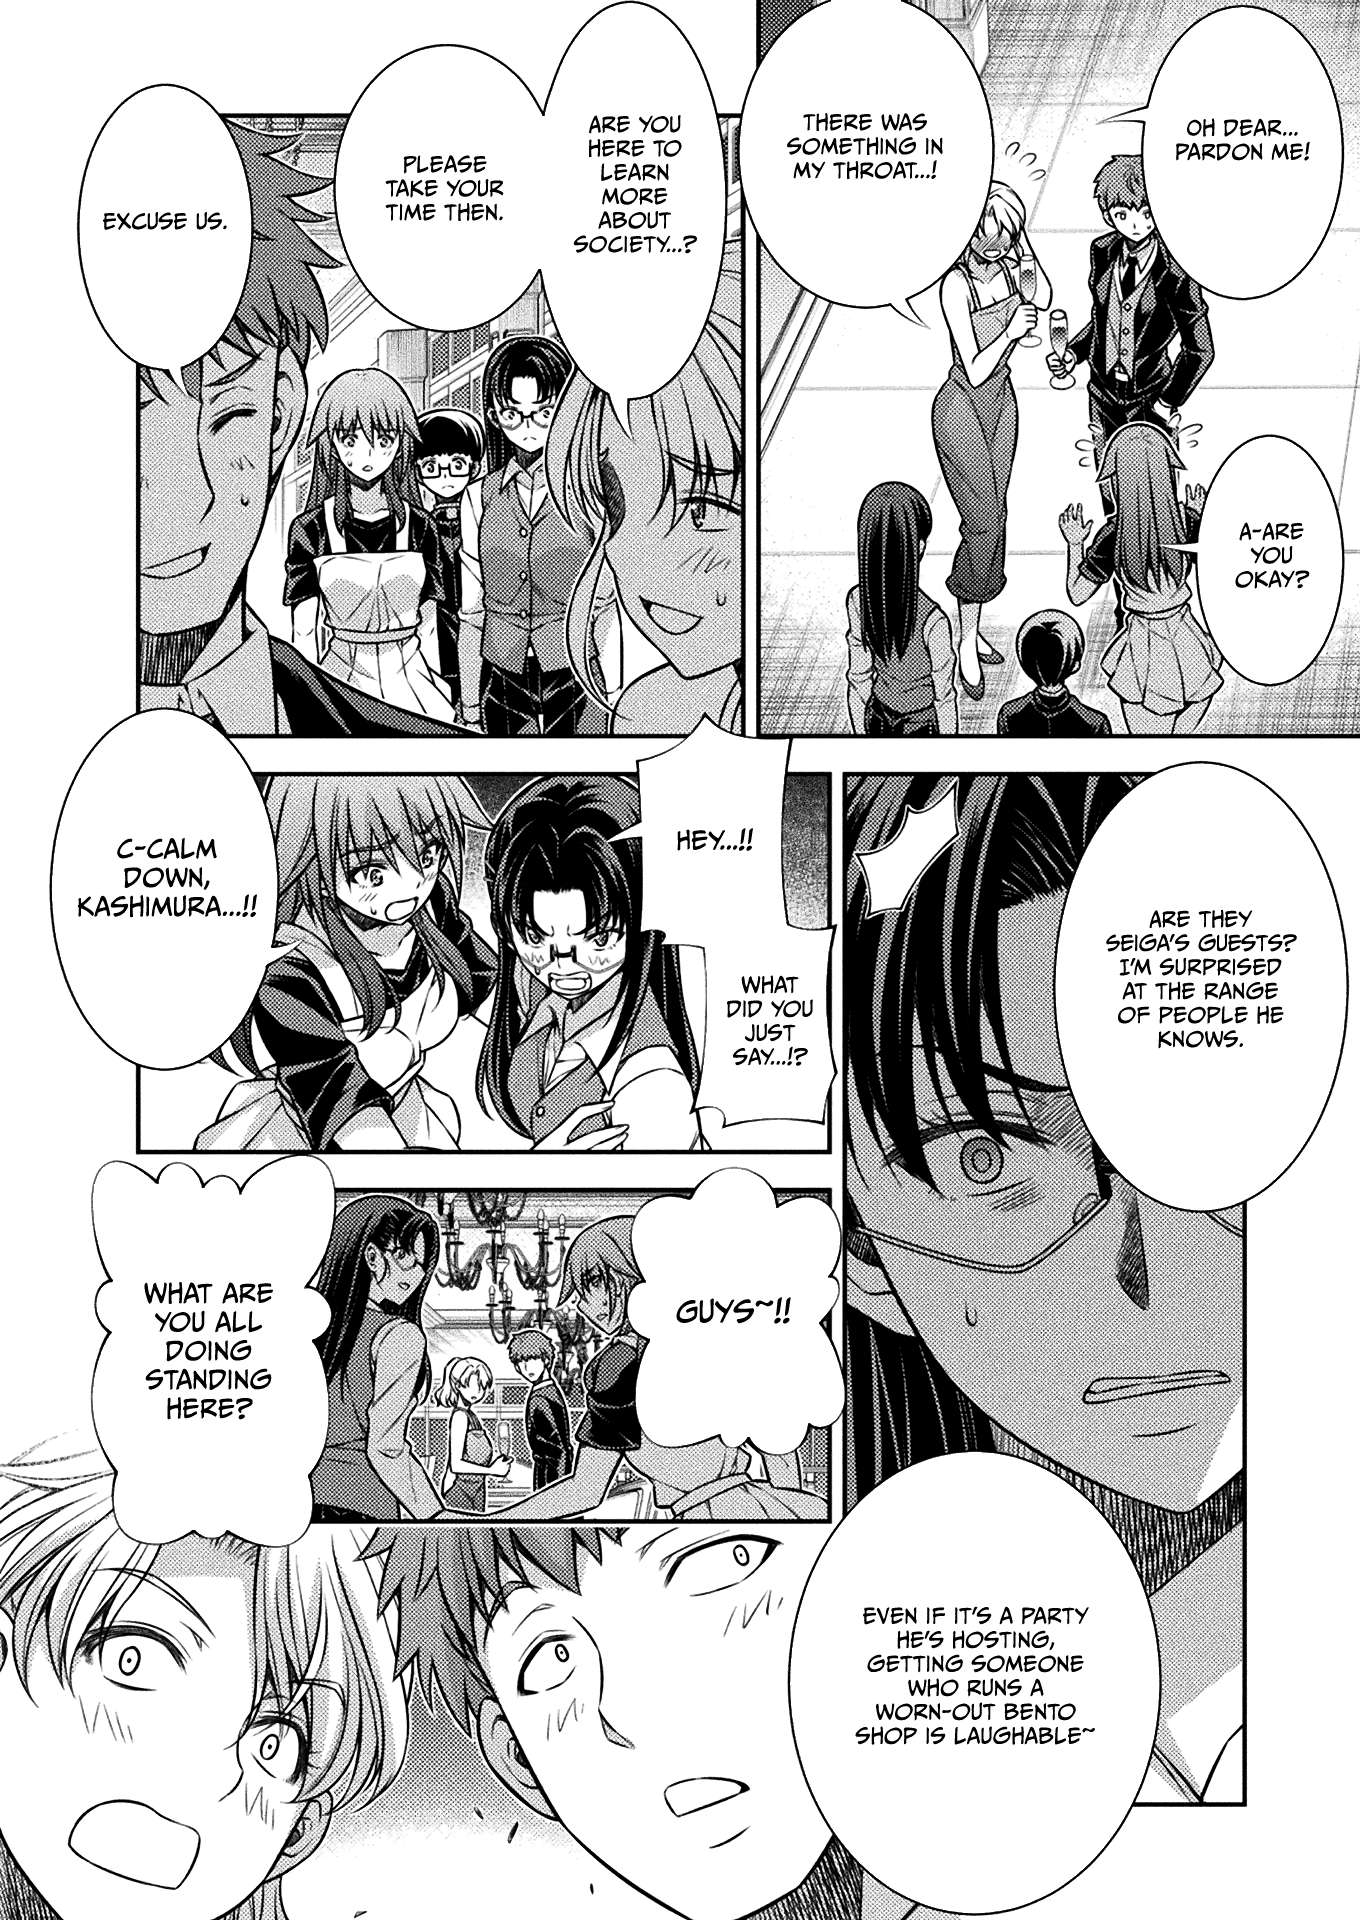 OH DEAR...
PARDON ME!
THERE WAS
SOMETHING IN
MY THROAT...!
A-ARE
YOU
OKAY?
ARE YOU
HERE TO
LEARN
MORE
ABOUT
SOCIETY...?
PLEASE
TAKE YOUR
TIME THEN.
EXCUSE US.
ARE THEY
SEIGA'S GUESTS?
I'M SURPRISED
AT THE RANGE
OF PEOPLE HE
KNOWS.
EVEN IF IT'S A PARTY
HE'S HOSTING,
GETTING SOMEONE
WHO RUNS A
WORN-OUT BENTO
SHOP IS LAUGHABLE~
HEY...!!
WHAT
DID YOU
JUST
SAY...!?
C-CALM
DOWN,
KASHIMURA...!!
GUYS~!!
WHAT ARE
YOU ALL
DOING
STANDING
HERE?